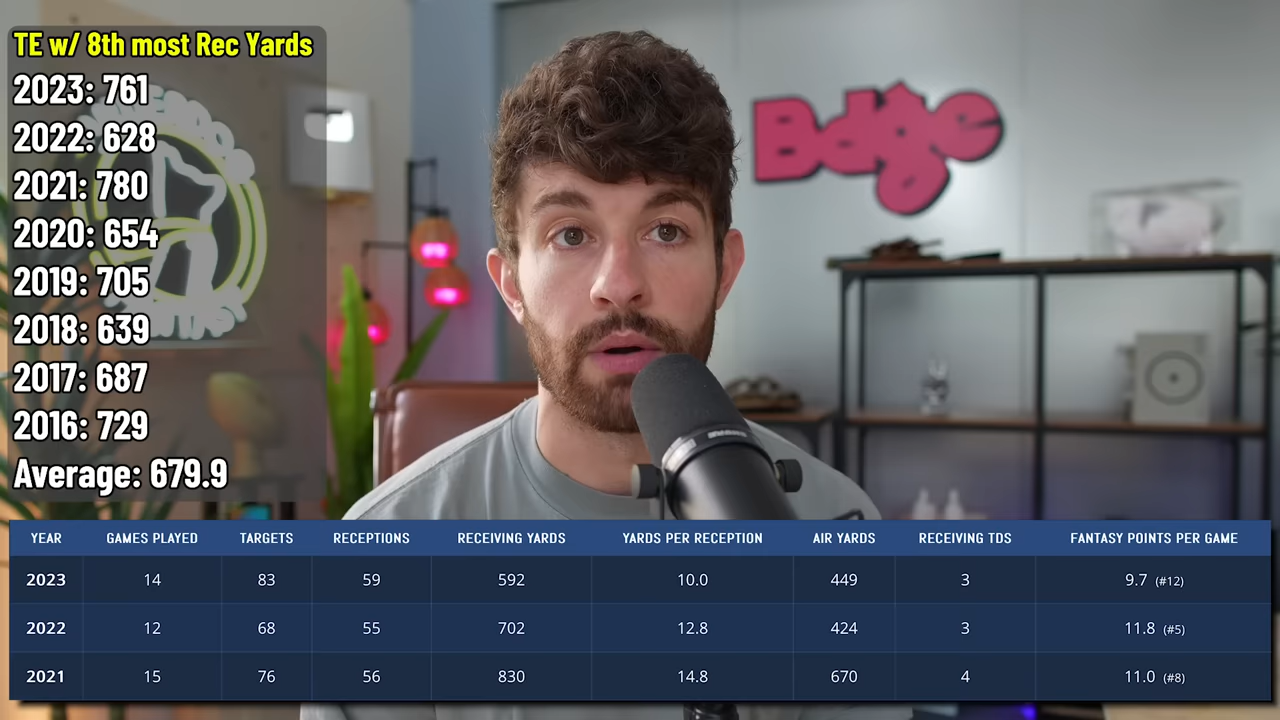 TE w/ 8th most Rec Yards
2023: 761
2022: 628
2021: 780
2020: 654
2019: 705
2018: 639
2017: 687
2016: 729
Average: 679.9
Bdge
YEAR GAMES PLAYED TARGETS RECEPTIONS RECEIVING YARDS YARDS PER RECEPTION AIR YARDS RECEIVING TDS FANTASY POINTS PER GAME
2023 14 83 59 592 10.0 449 3 9.7 (#12)
2022 12 68 55 702 12.8 424 3 11.8 (#5)
2021 15 76 56 830 14.8 670 4 11.0 (#8)